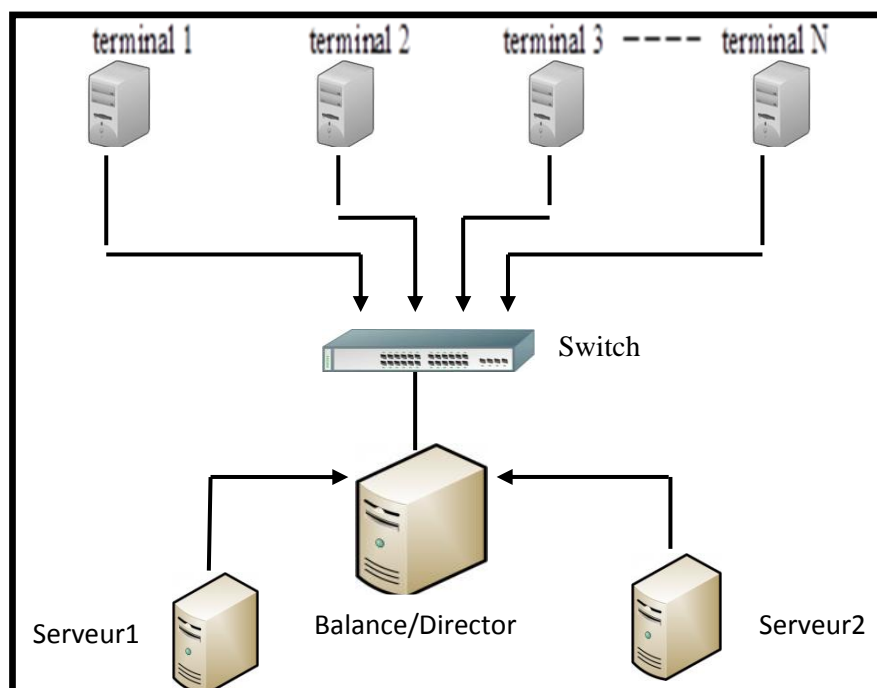 terminal 1 terminal 2 terminal 3 ---- terminal N
Switch
Serveur1 Balance/Director Serveur2